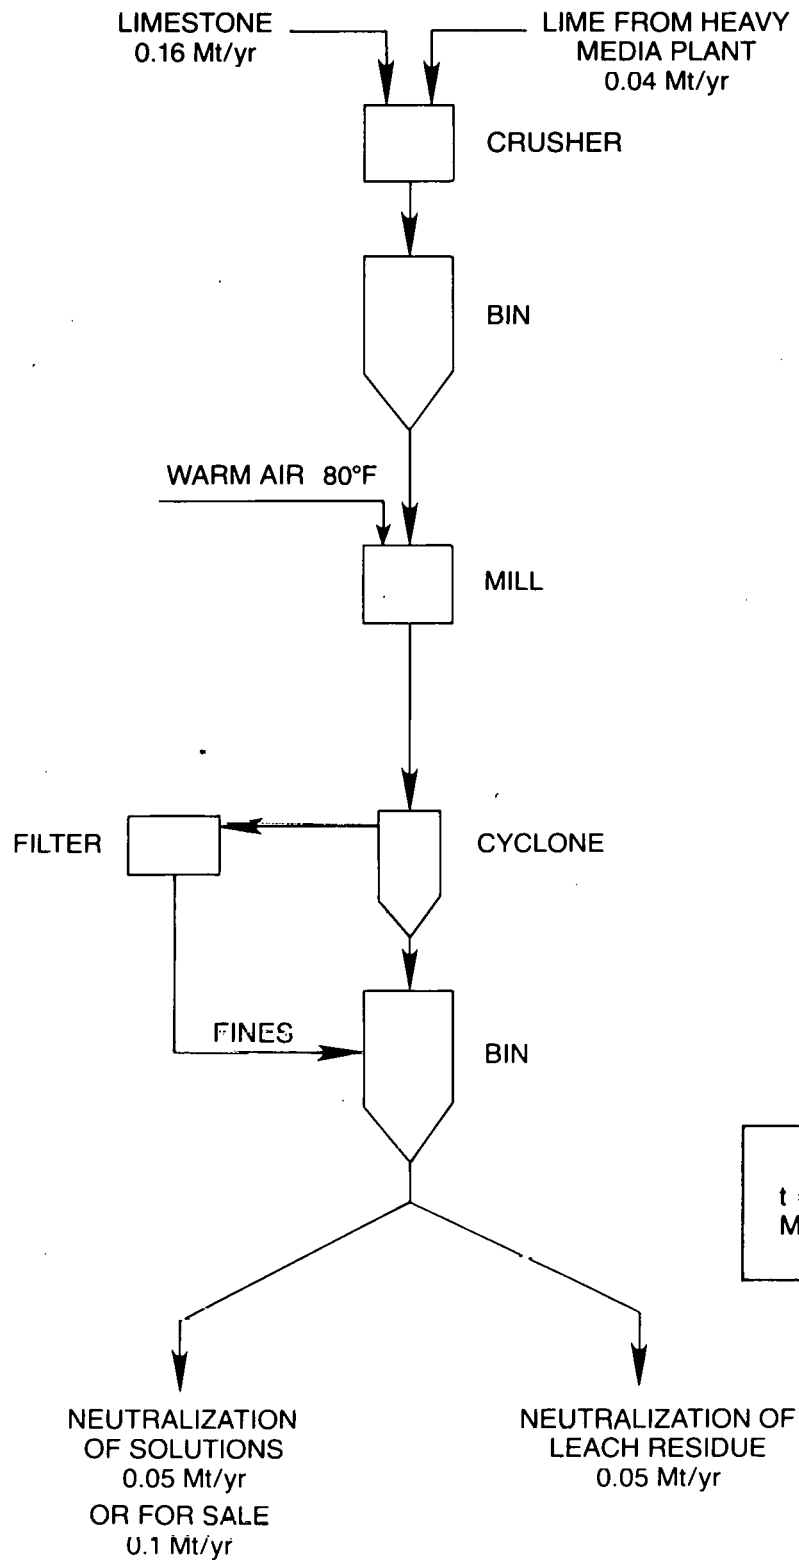 LIMESTONE
0.16 Mt/yr
LIME FROM HEAVY
MEDIA PLANT
0.04 Mt/yr
CRUSHER
BIN
WARM AIR 80°F
MILL
FILTER
CYCLONE
FINES
BIN
t
M
NEUTRALIZATION
OF SOLUTIONS
0.05 Mt/yr
OR FOR SALE
0.1 Mt/yr
NEUTRALIZATION OF
LEACH RESIDUE
0.05 Mt/yr